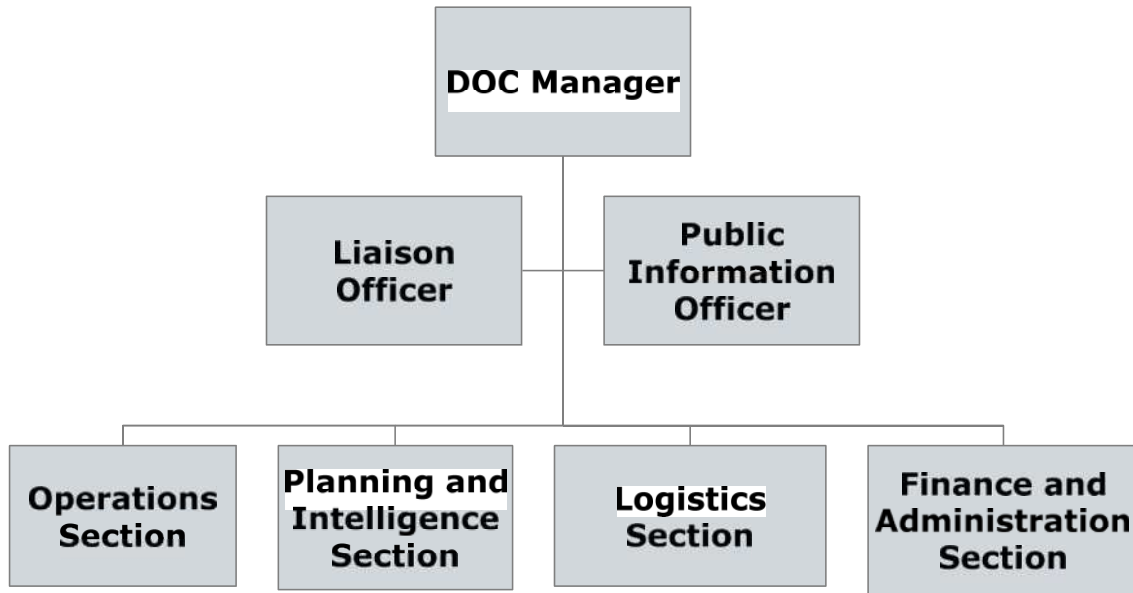 DOC Manager
Liaison
Officer
Public
Information
Officer
Operations
Section
Planning and
Intelligence
Section
Logistics
Section
Finance and
Administration
Section